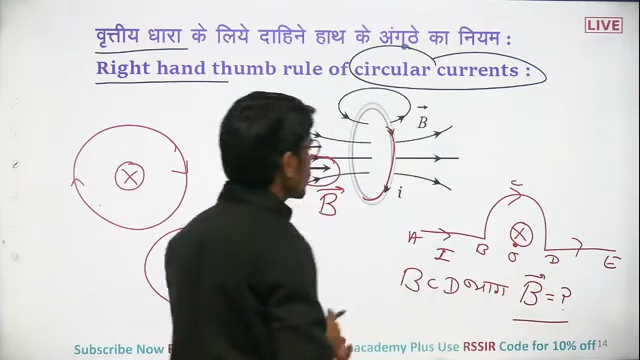 वृत्तीय धारा के लिये दाहिने हाथ के अंगूठे का नियम :
LIVE
Right hand thumb rule of circular currents :
B
i
B
A
I
B
C
O
D
E
BCD भाग B = ?
Subscribe Now
academy Plus Use RSSIR Code for 10% off
14